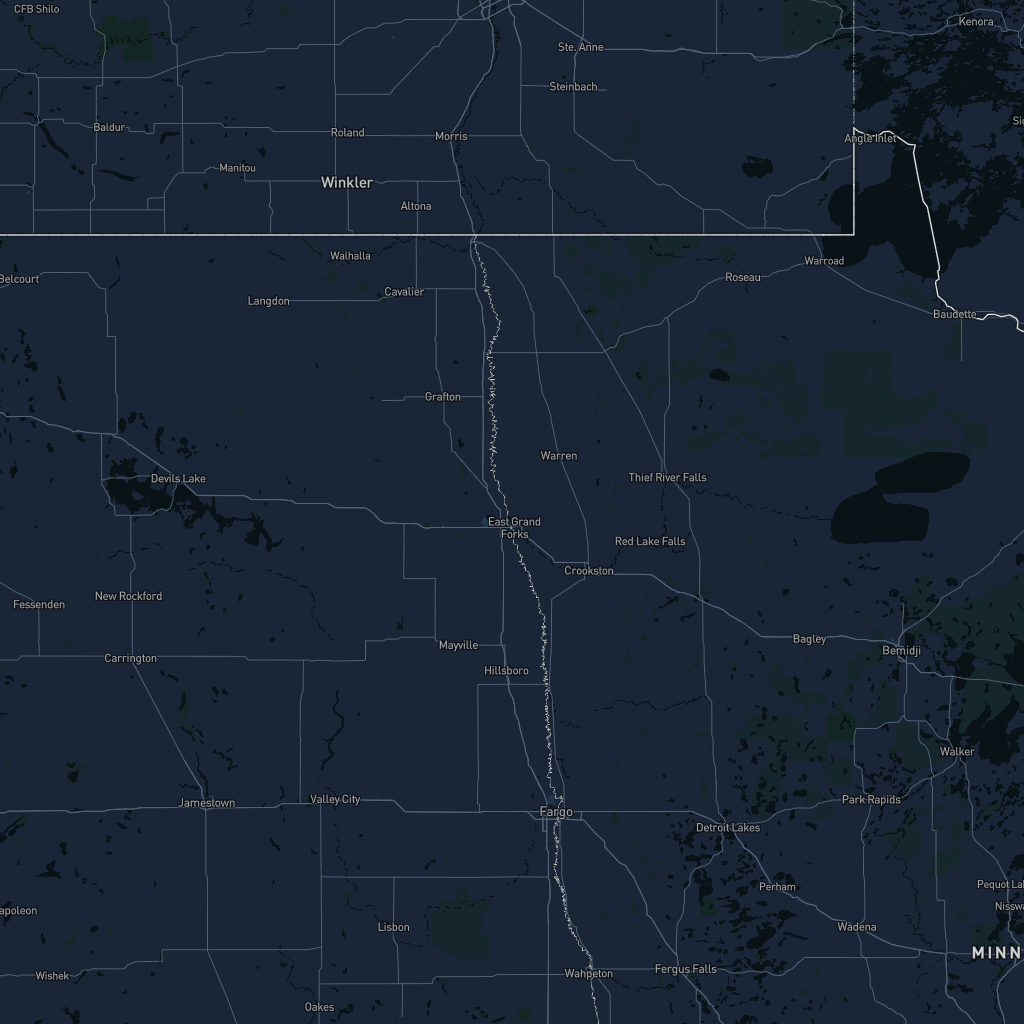 CFB Shilo
Kenora
Ste. Anne
Steinbach
Baldur
Roland
Morris
Angle Inlet
Manitou
Winkler
Altona
Walhalla
Warroad
Belcourt
Roseau
Langdon
Cavalier
Baudette
Grafton
Warren
Devils Lake
Thief River Falls
East Grand
Forks
Red Lake Falls
Crookston
New Rockford
Fessenden
Mayville
Bagley
Bemidji
Carrington
Hillsboro
Walker
Jamestown
Valley City
Park Rapids
Fargo
Detroit Lakes
Perham
Pequot La
Nissw
apoleon
Lisbon
Wadena
MINN
Wishek
Wahpeton
Fergus Falls
Oakes